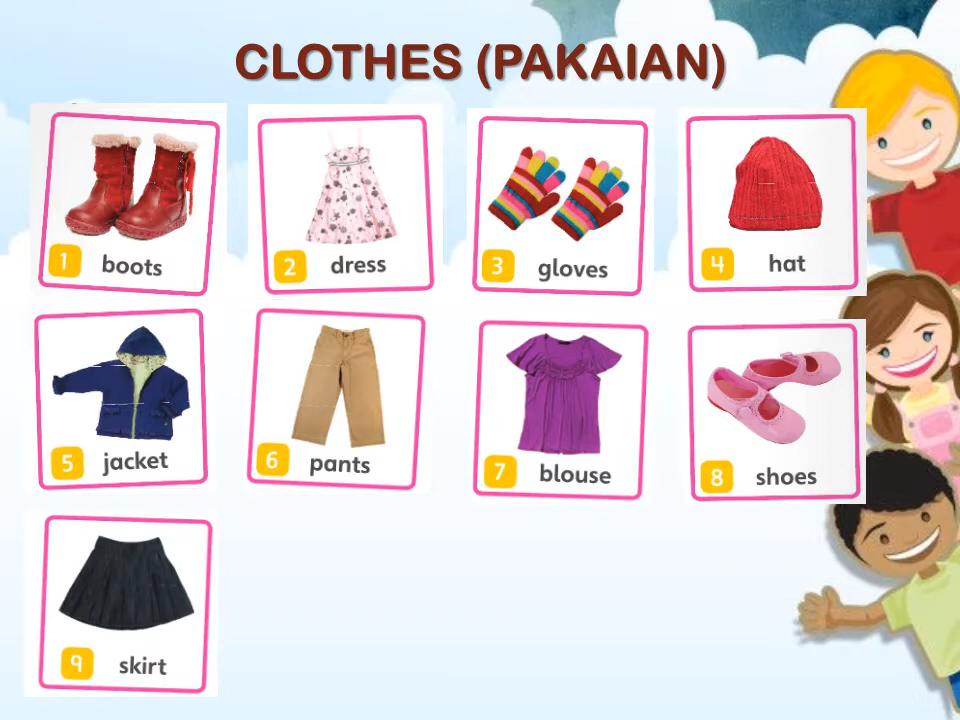 CLOTHES (PAKAIAN)
1 boots
2 dress
3 gloves
4 hat
5 jacket
6 pants
7 blouse
8 shoes
9 skirt